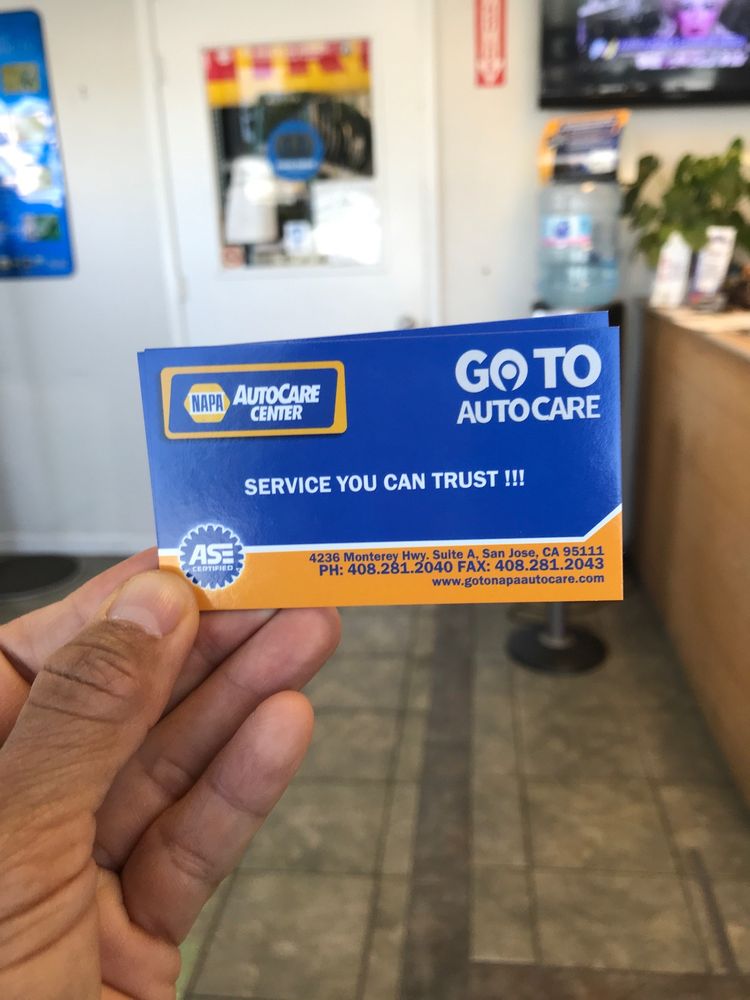 NAPA AUTOCARE CENTER
GO TO
AUTOCARE
SERVICE YOU CAN TRUST !!!
ASE
CERTIFIED
4236 Monterey Hwy. Suite A, San Jose, CA 95111
PH: 408.281.2040 FAX: 408.281.2043
www.gotonapaautocare.com